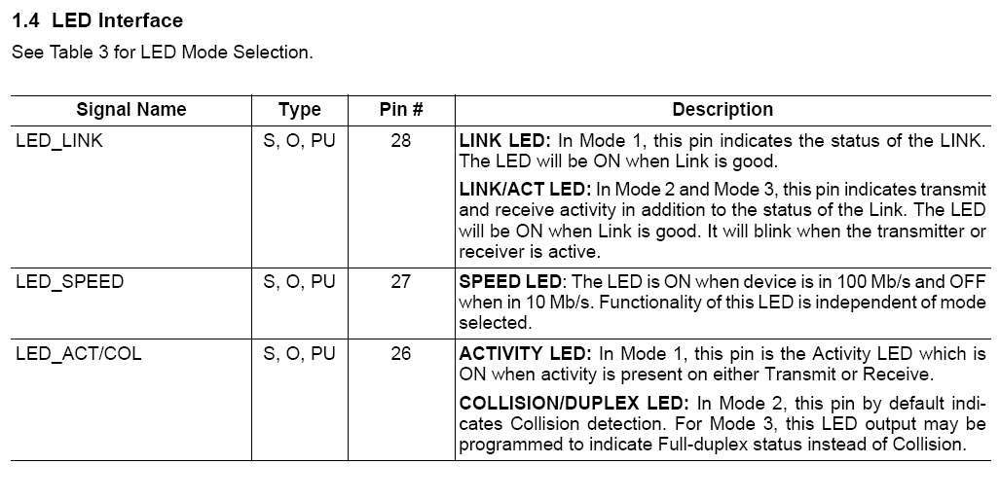 1.4 LED Interface
See Table 3 for LED Mode Selection.
Signal Name Type Pin # Description
LED_LINK S, O, PU 28 LINK LED: In Mode 1, this pin indicates the status of the LINK.
The LED will be ON when Link is good.
LINK/ACT LED: In Mode 2 and Mode 3, this pin indicates transmit
and receive activity in addition to the status of the Link. The LED
will be ON when Link is good. It will blink when the transmitter or
receiver is active.
LED_SPEED S, O, PU 27 SPEED LED: The LED is ON when device is in 100 Mb/s and OFF
when in 10 Mb/s. Functionality of this LED is independent of mode
selected.
LED_ACT/COL S, O, PU 26 ACTIVITY LED: In Mode 1, this pin is the Activity LED which is
ON when activity is present on either Transmit or Receive.
COLLISION/DUPLEX LED: In Mode 2, this pin by default indi-
cates Collision detection. For Mode 3, this LED output may be
programmed to indicate Full-duplex status instead of Collision.